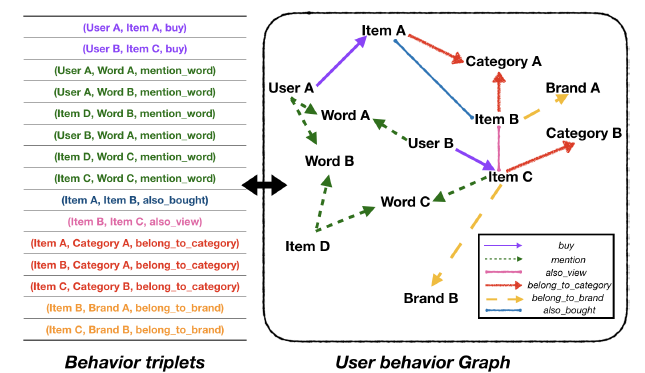 (User A, Item A, buy)
(User B, Item C, buy)
(User A, Word A, mention_word)
(User A, Word B, mention_word)
(Item D, Word B, mention_word)
(User B, Word A, mention_word)
(Item D, Word C, mention_word)
(Item C, Word C, mention_word)
(Item A, Item B, also_bought)
(Item B, Item C, also_view)
(Item A, Category A, belong_to_category)
(Item B, Category A, belong_to_category)
(Item C, Category B, belong_to_category)
(Item B, Brand A, belong_to_brand)
(Item C, Brand B, belong_to_brand)
Behavior triplets
Item A
Category A
User A
Brand A
Word A
Item B
Category B
User B
Word B
Item C
Word C
Item D
Brand B
buy
mention
also_view
belong_to_category
belong_to_brand
also_bought
User behavior Graph